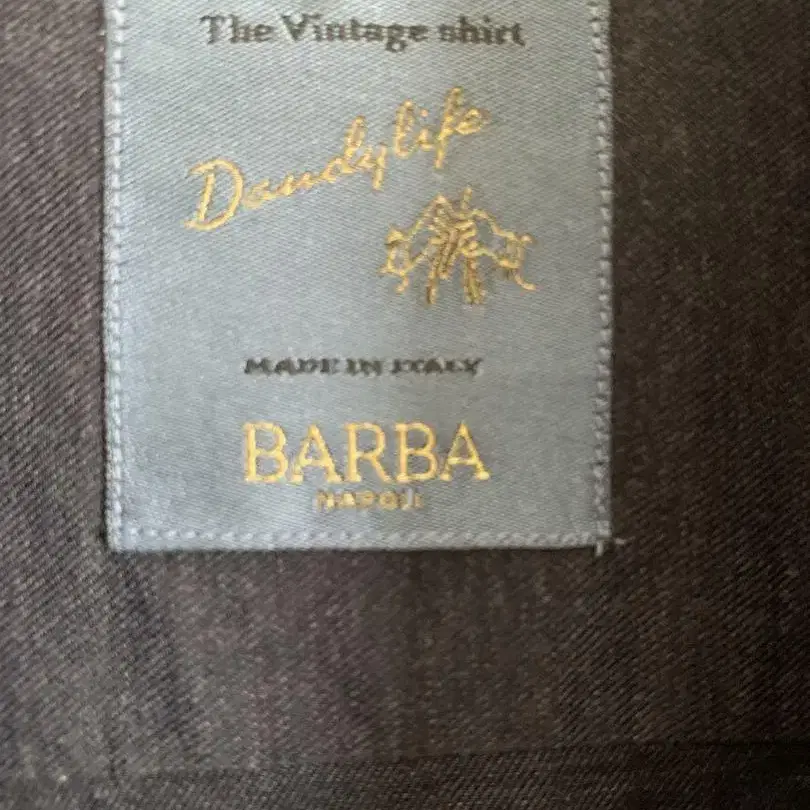 The Vintage shirt
Dandylife
MADE IN ITALY
BARBA
NAPOLI